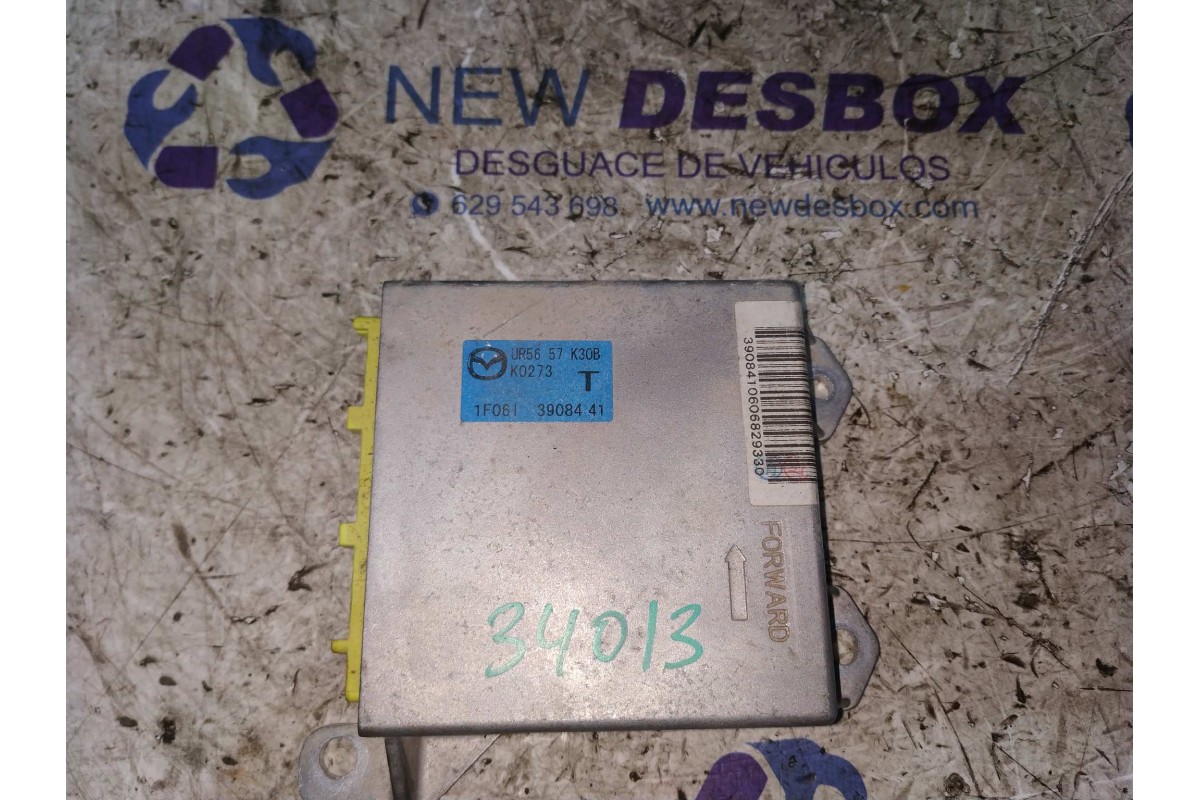 NEW DESBOX
DESGUACE DE VEHICULOS
629 543 698 www.newdesbox.com
UR56 57 K30B
K0273 T
1F061 39084 41
3908410606829330
FORWARD
34013